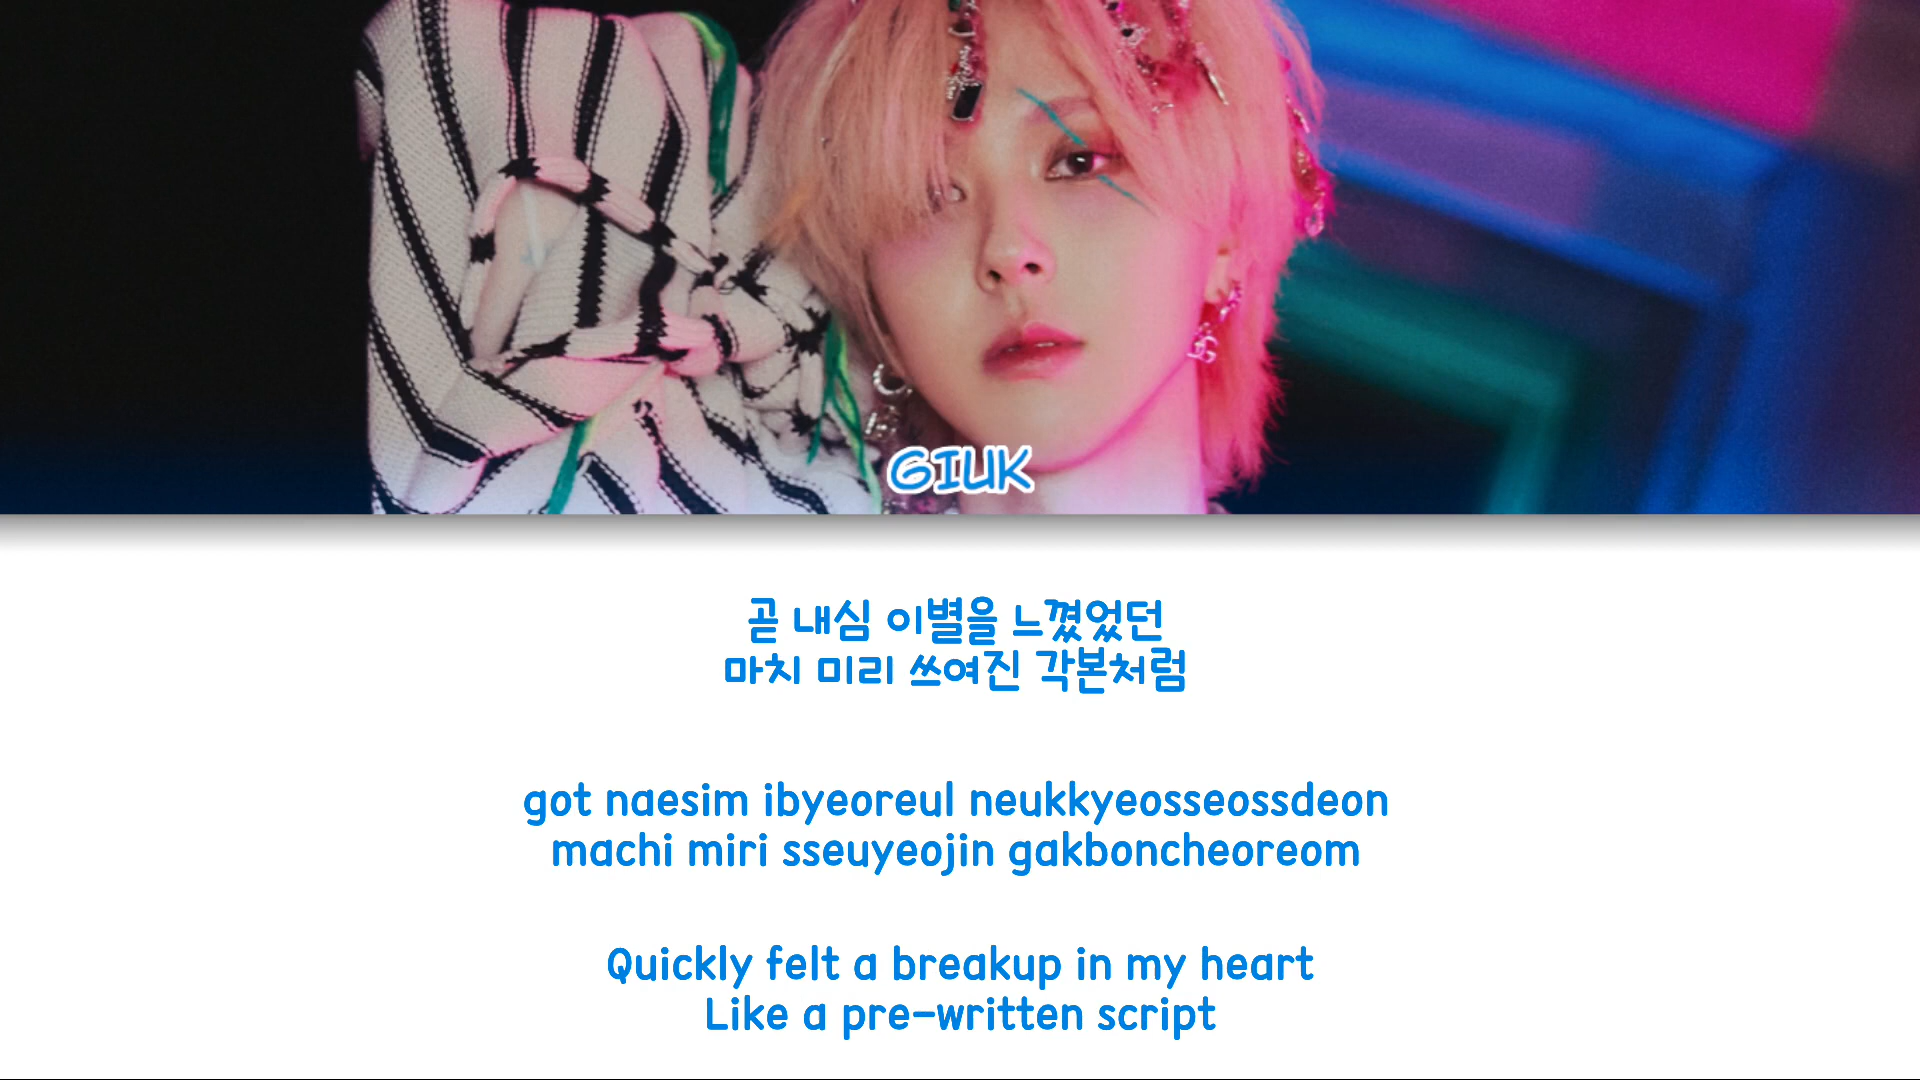 GIUK
곧 내심 이별을 느꼈었던
마치 미리 쓰여진 각본처럼
got naesim ibyeoreul neukkyeosseossdeon
machi miri sseuyeojin gakboncheoreom
Quickly felt a breakup in my heart
Like a pre-written script